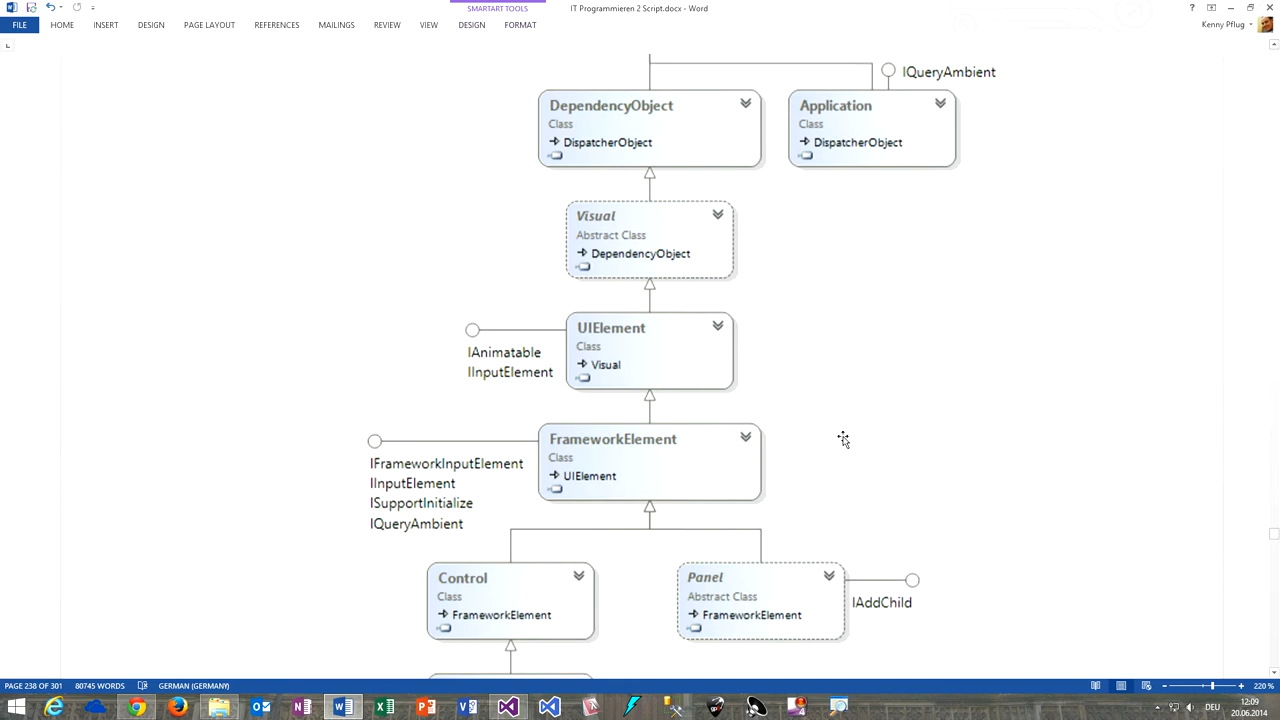 SMARTART TOOLS
IT Programmieren 2 Script.docx - Word
FILE
HOME
INSERT
DESIGN
PAGE LAYOUT
REFERENCES
MAILINGS
REVIEW
VIEW
DESIGN
FORMAT
Kenny Pflug
IQueryAmbient
DependencyObject
Class
DispatcherObject
Application
Class
DispatcherObject
Visual
Abstract Class
DependencyObject
UIElement
Class
Visual
IAnimatable
IInputElement
FrameworkElement
Class
UIElement
IFrameworkInputElement
IInputElement
ISupportInitialize
IQueryAmbient
Control
Class
FrameworkElement
Panel
Abstract Class
FrameworkElement
IAddChild
PAGE 238 OF 301
80745 WORDS
GERMAN (GERMANY)
220 %
DEU
12:09
20.06.2014